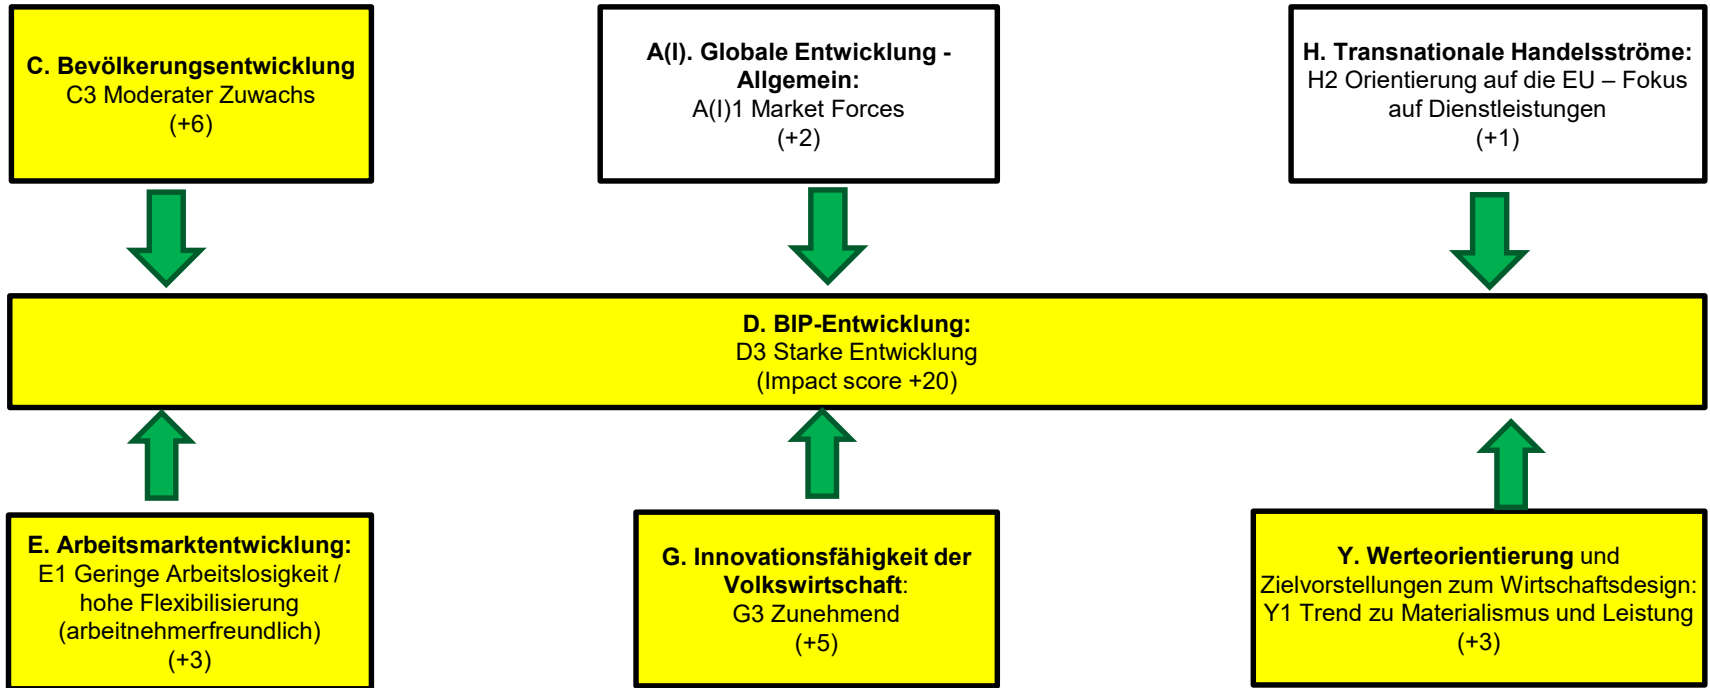 C. Bevölkerungsentwicklung
C3 Moderater Zuwachs
(+6)
A(I). Globale Entwicklung -
Allgemein:
A(I)1 Market Forces
(+2)
H. Transnationale Handelsströme:
H2 Orientierung auf die EU – Fokus
auf Dienstleistungen
(+1)
D. BIP-Entwicklung:
D3 Starke Entwicklung
(Impact score +20)
E. Arbeitsmarktentwicklung:
E1 Geringe Arbeitslosigkeit /
hohe Flexibilisierung
(arbeitnehmerfreundlich)
(+3)
G. Innovationsfähigkeit der
Volkswirtschaft:
G3 Zunehmend
(+5)
Y. Werteorientierung und
Zielvorstellungen zum Wirtschaftsdesign:
Y1 Trend zu Materialismus und Leistung
(+3)